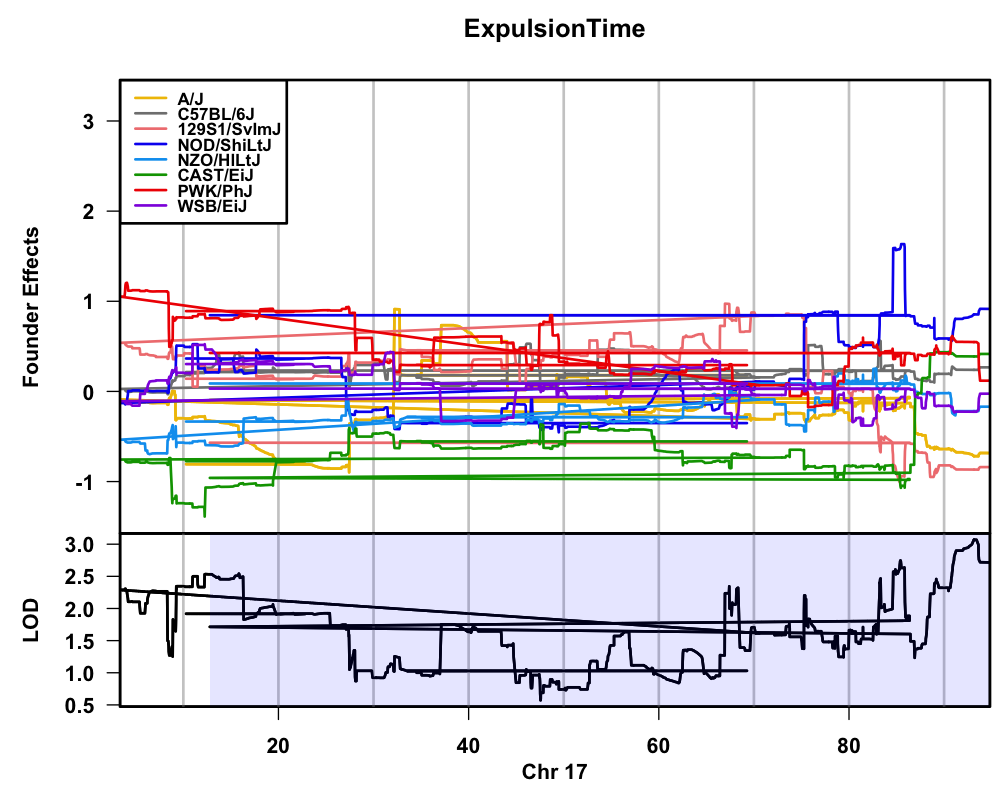 ExpulsionTime
A/J
C57BL/6J
129S1/SvImJ
NOD/ShiLtJ
NZO/HlLtJ
CAST/EiJ
PWK/PhJ
WSB/EiJ
Founder Effects
3
2
1
0
-1
LOD
3.0
2.5
2.0
1.5
1.0
0.5
20 40 60 80
Chr 17